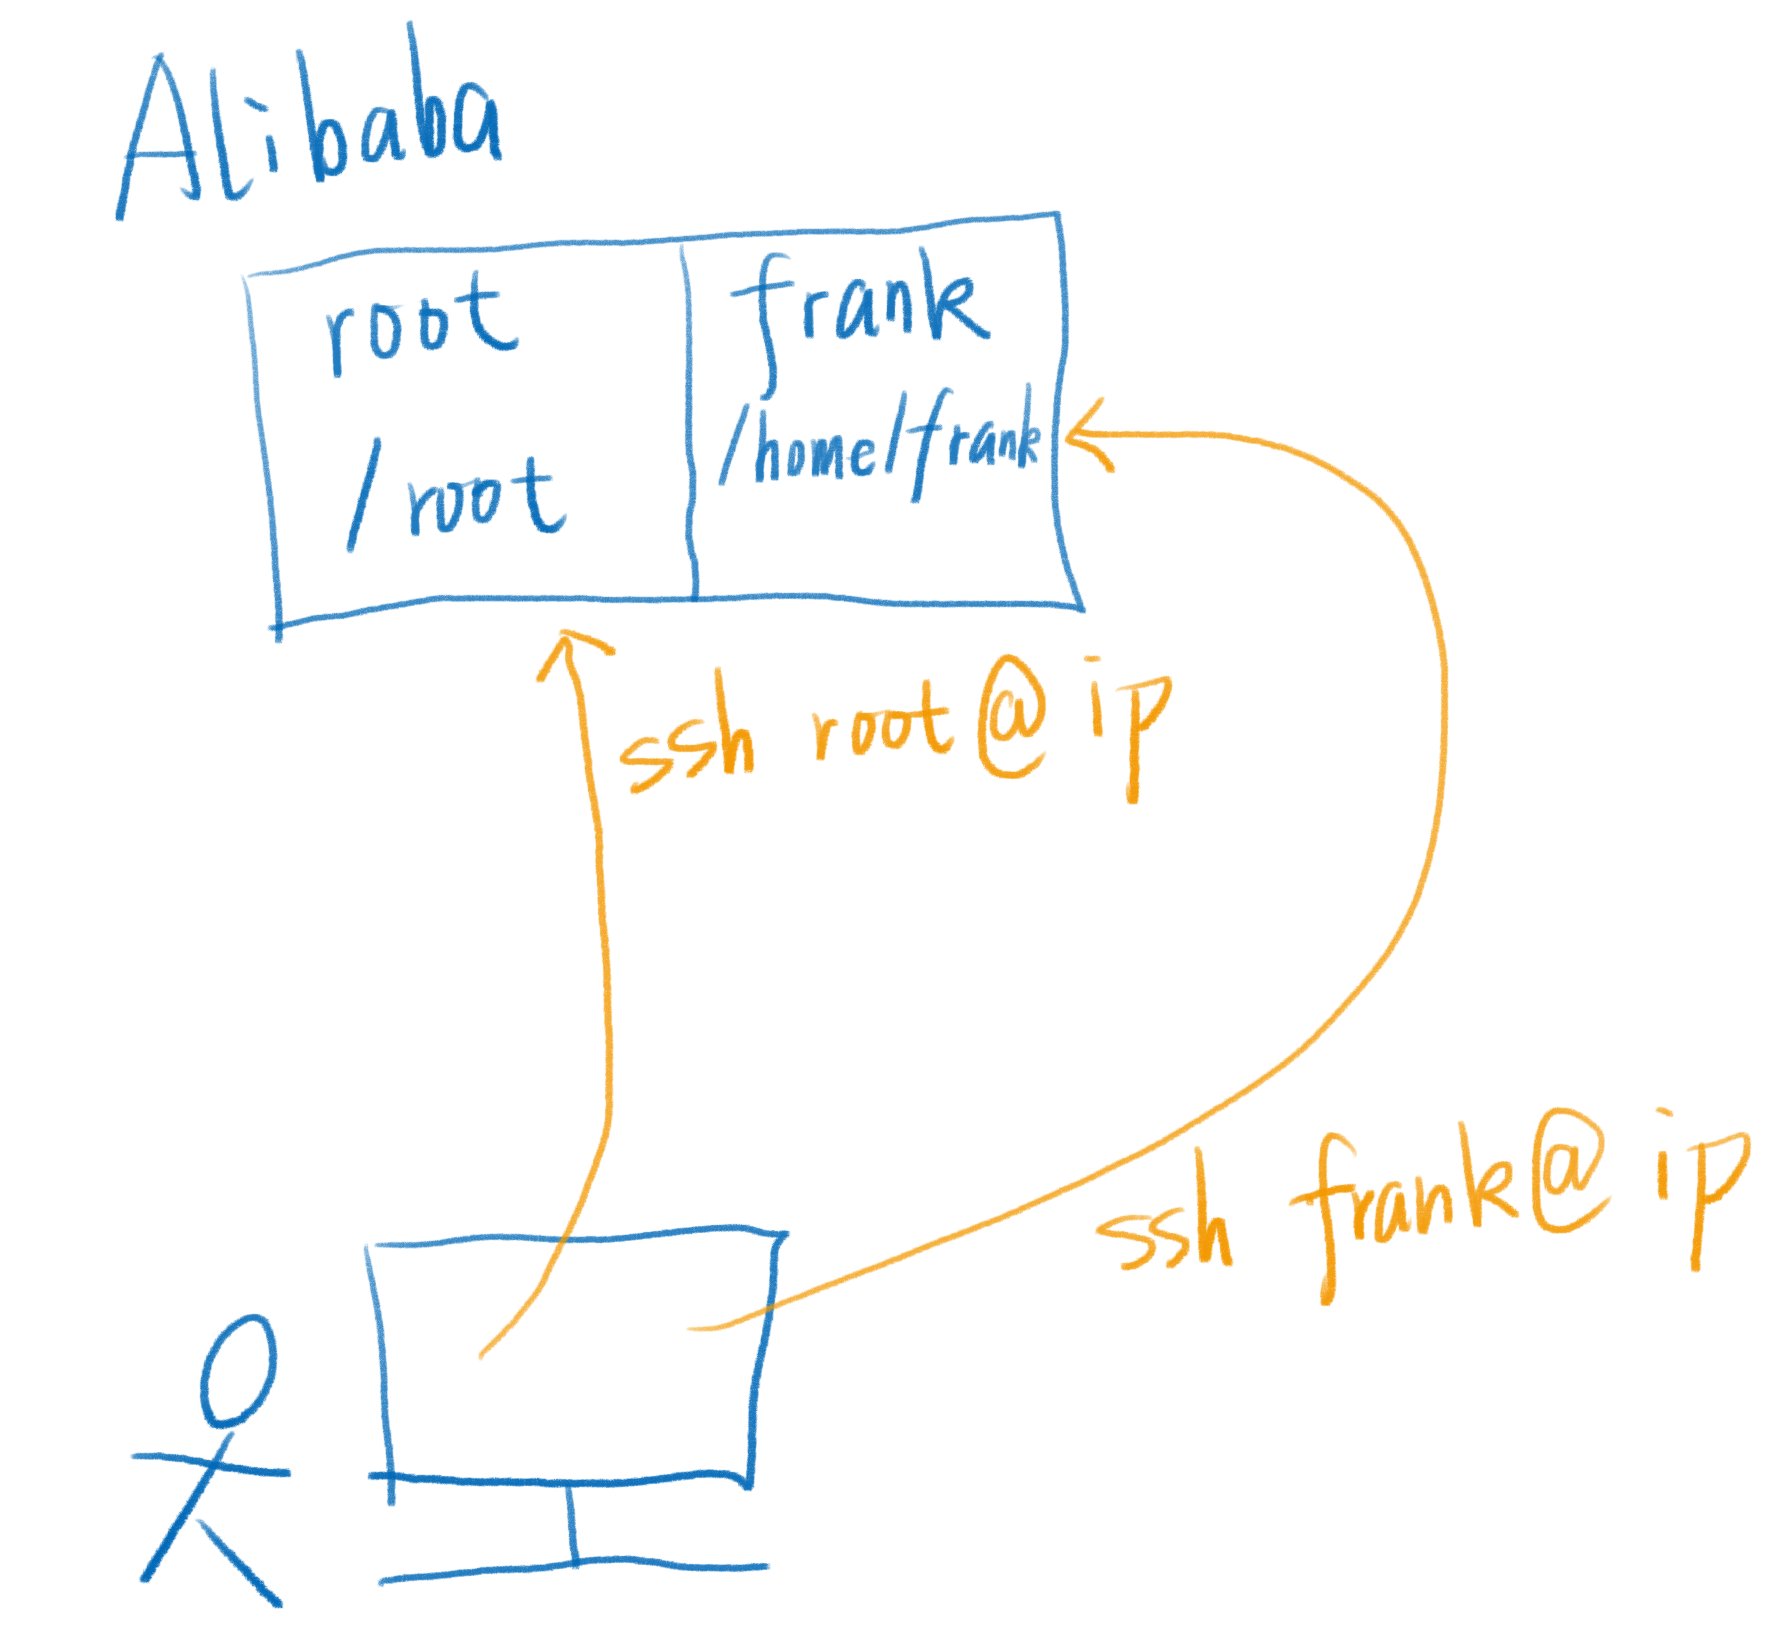 Alibaba
root
/root
frank
/home/frank
ssh root@ip
ssh frank@ip